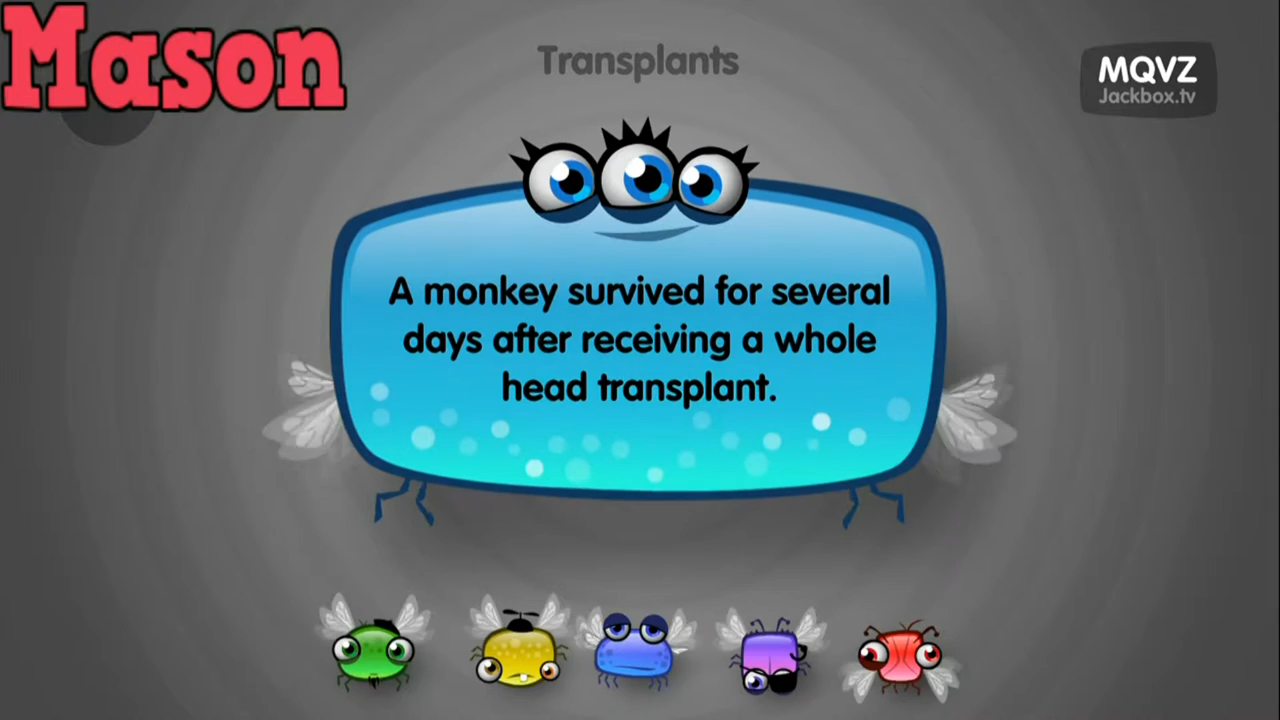 Mason
Transplants
MQVZ
Jackbox.tv
A monkey survived for several
days after receiving a whole
head transplant.